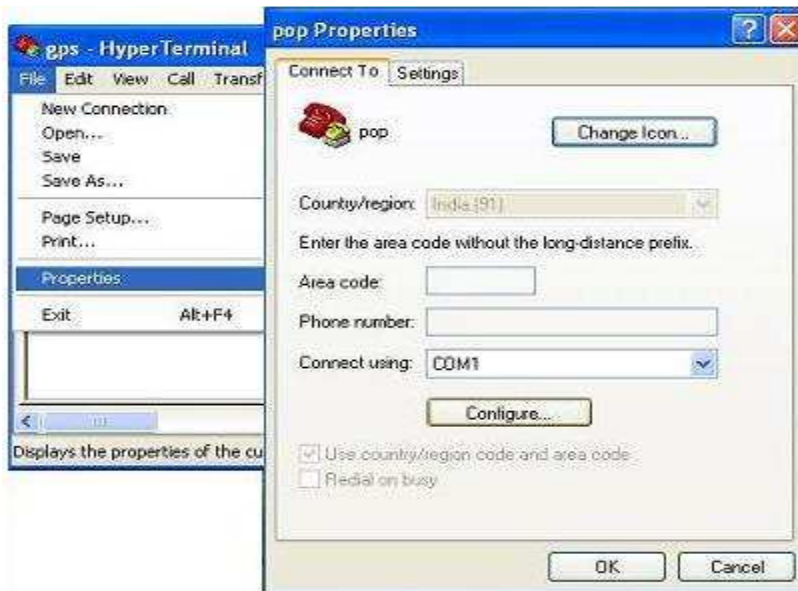 gps - HyperTerminal
File Edit View Call Transf
New Connection
Open...
Save
Save As...
Page Setup...
Print...
Properties
Exit Alt+F4
Displays the properties of the cu
pop Properties
Connect To Settings
pop Change Icon...
Country/region: India (91)
Enter the area code without the long-distance prefix.
Area code:
Phone number:
Connect using: COM1
Configure...
Use country/region code and area code
Redial on busy
OK Cancel